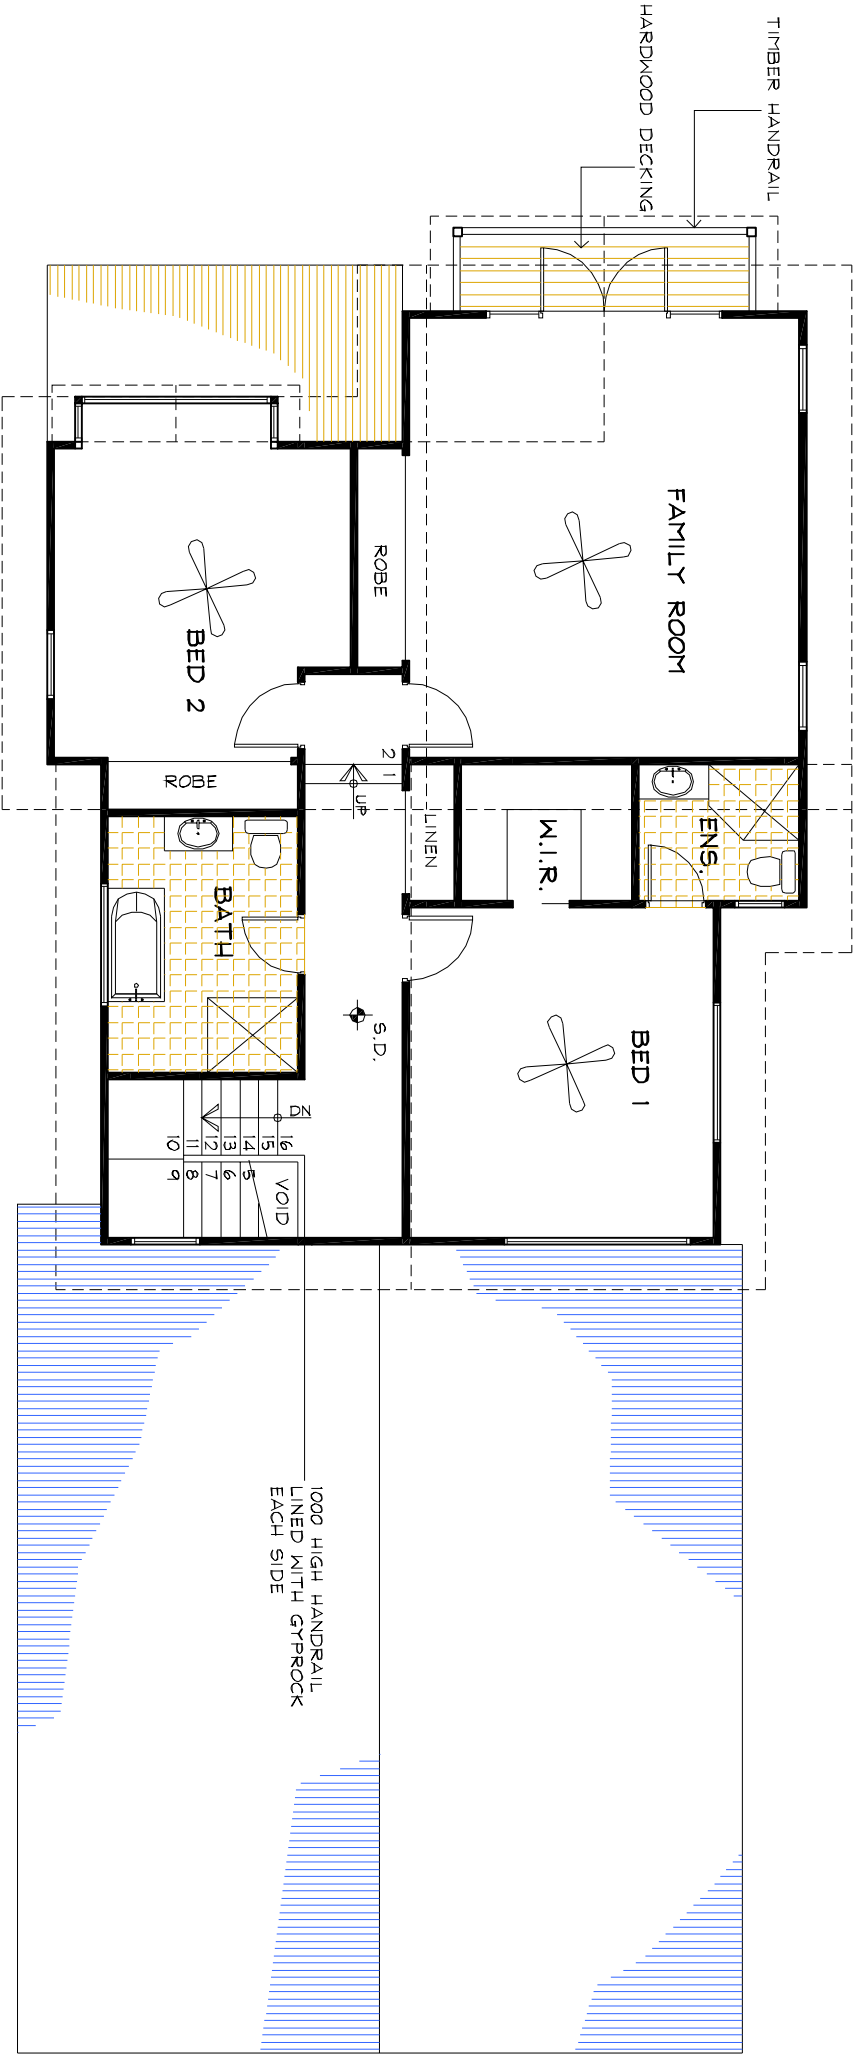 TIMBER HANDRAIL
HARDWOOD DECKING
FAMILY ROOM
ROBE
BED 2
ROBE
2
1
UP
LINEN
W.I.R.
ENS.
BATH
S.D.
BED 1
DN
16
15
14
13
12
11
10
9
8
7
6
5
VOID
1000 HIGH HANDRAIL
LINED WITH GYPROCK
EACH SIDE